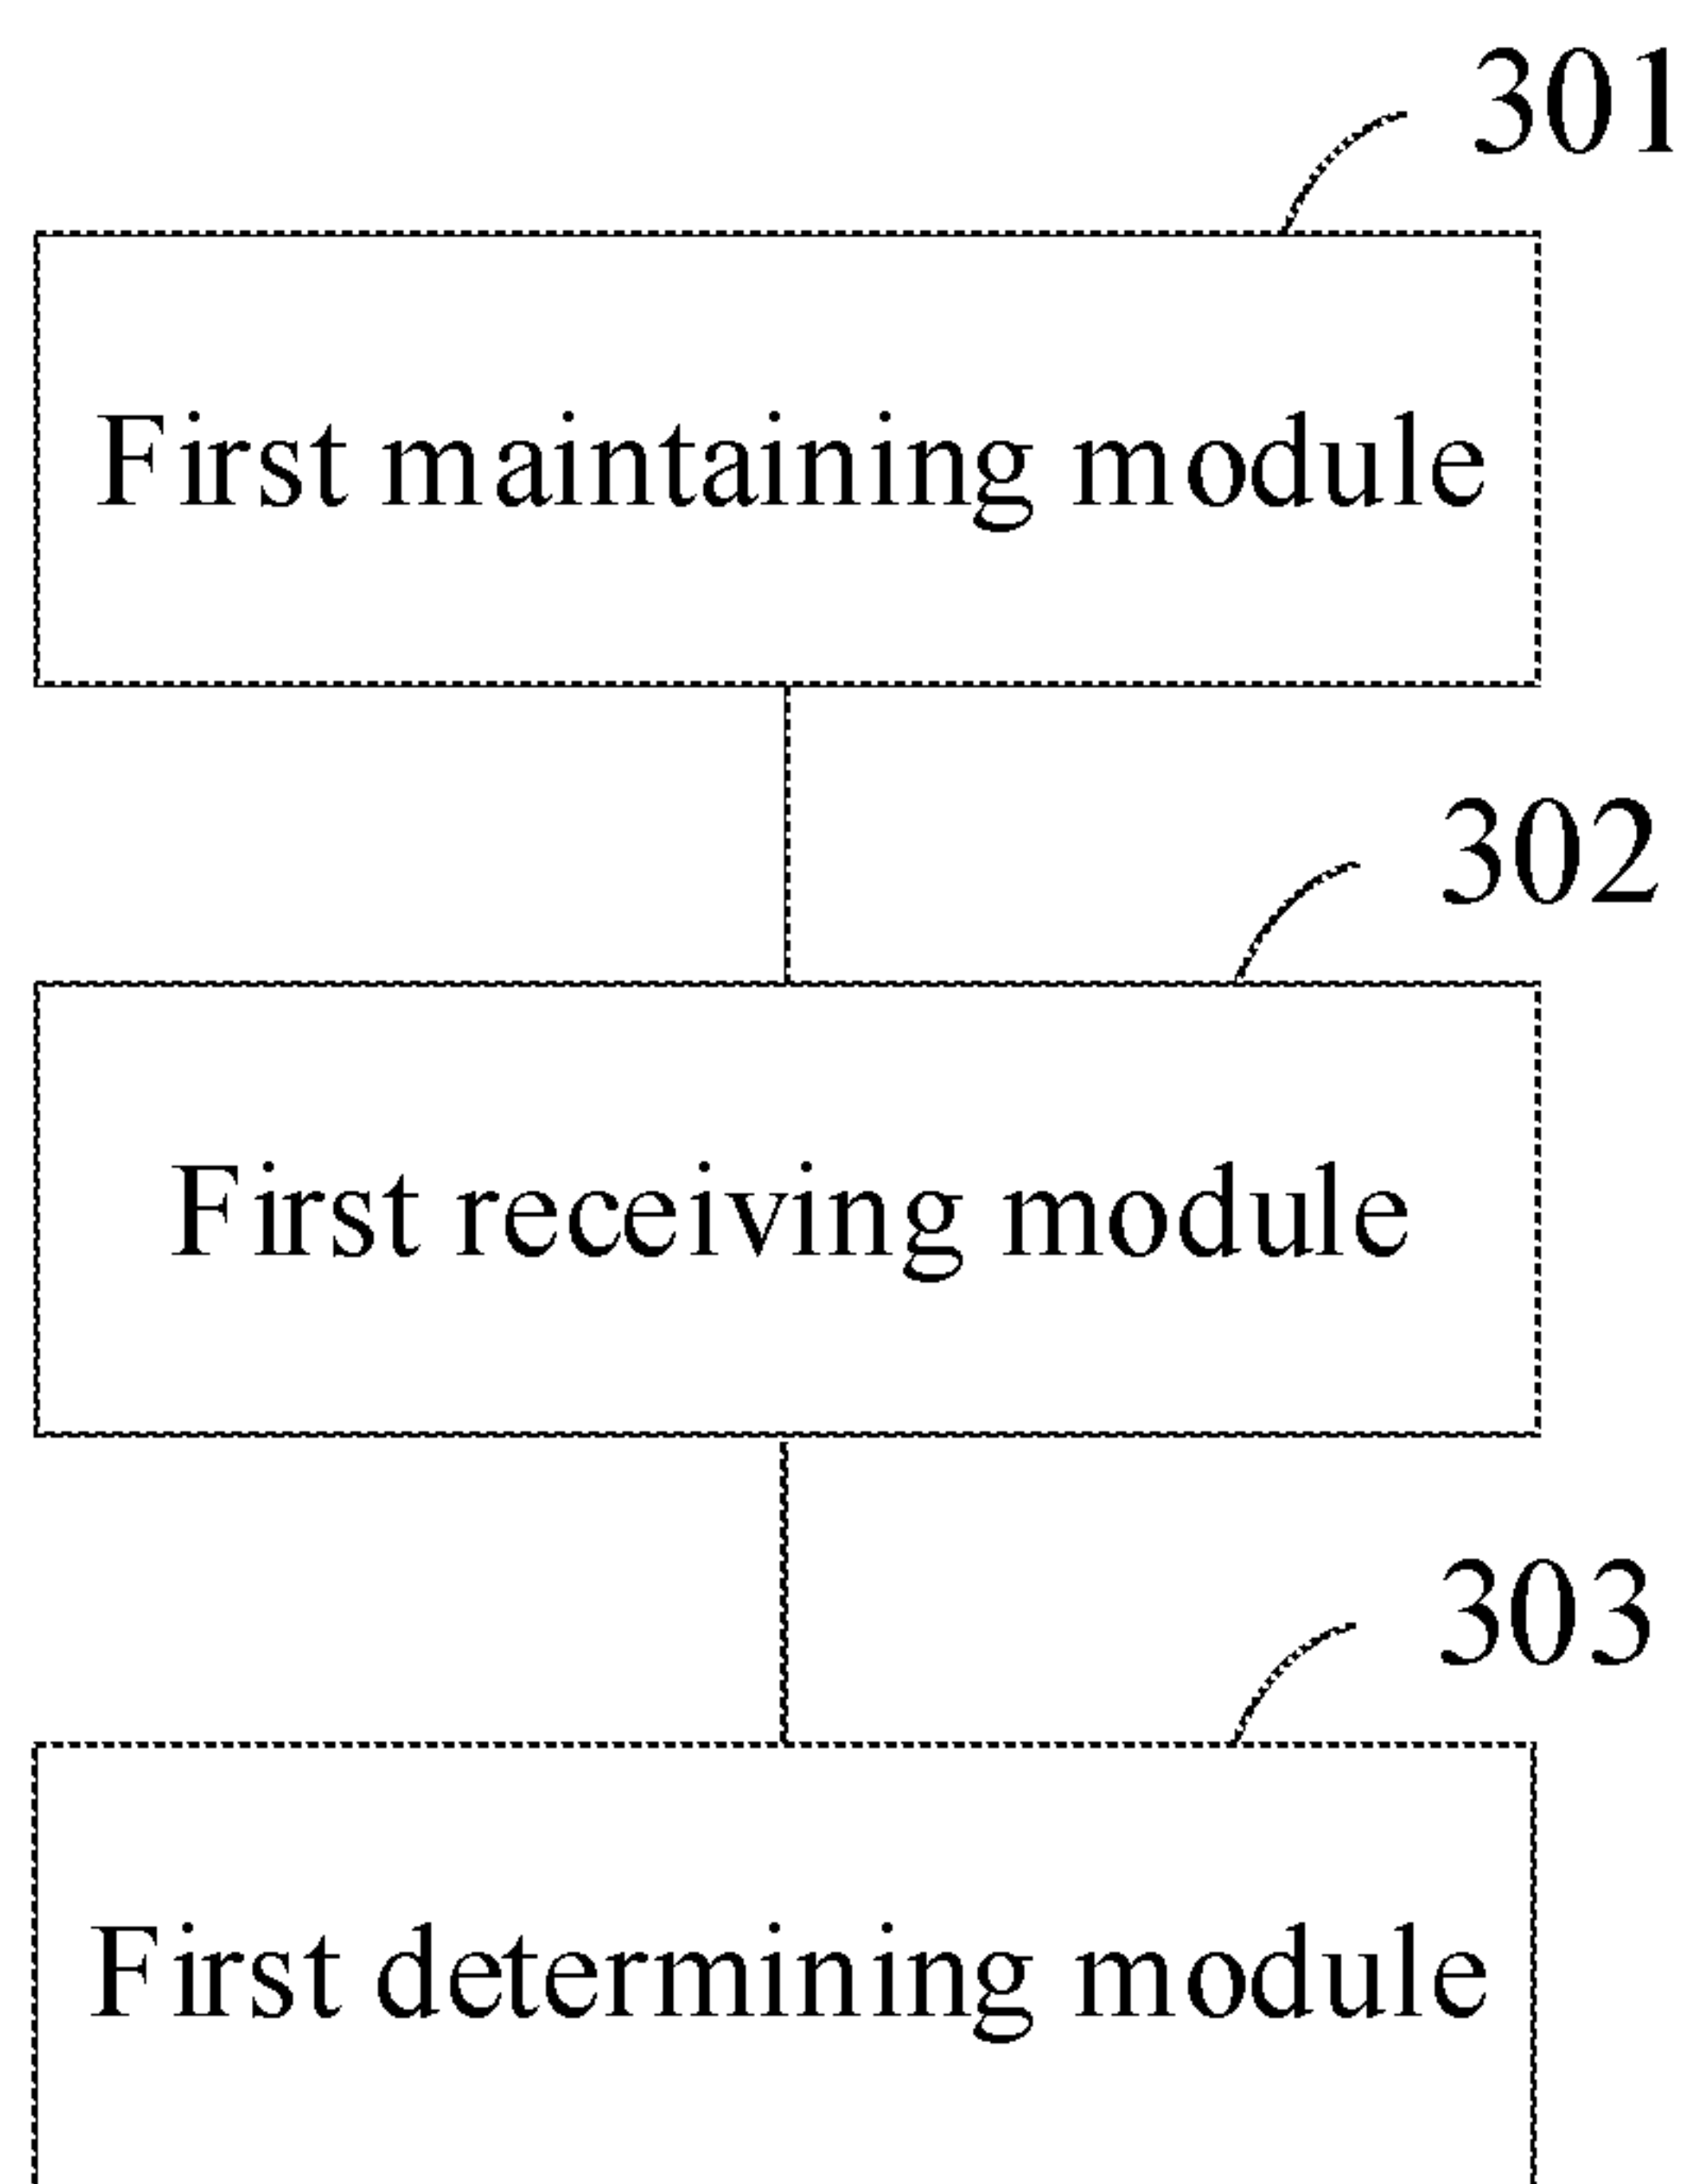 301
First maintaining module
302
First receiving module
303
First determining module